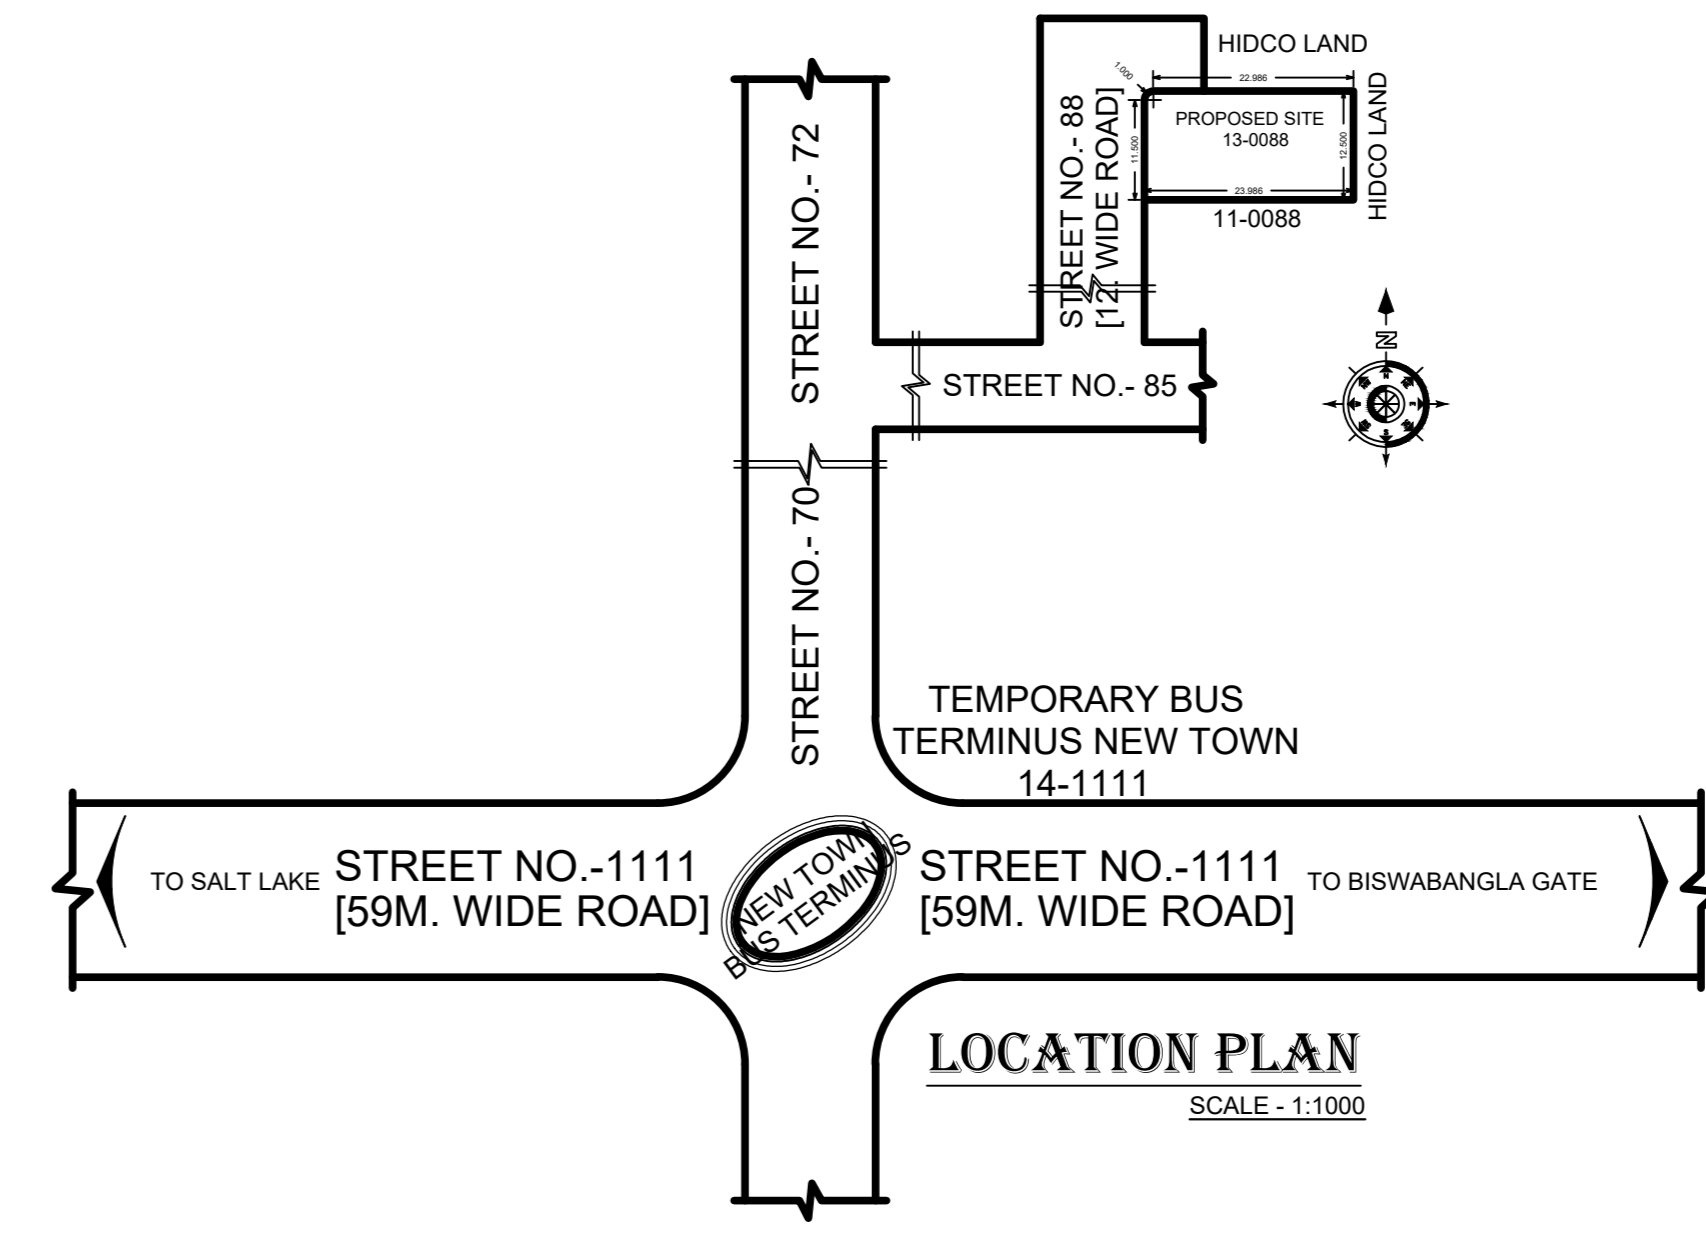 HIDCO LAND
1.000
22.986
HIDCO LAND
PROPOSED SITE
13-0088
11.500
12.500
23.986
11-0088
STREET NO.- 88
[12. WIDE ROAD]
STREET NO.- 72
N
N
NE
E
S
STREET NO.- 85
STREET NO.- 70
TEMPORARY BUS
TERMINUS NEW TOWN
14-1111
TO SALT LAKE
STREET NO.-1111
[59M. WIDE ROAD]
NEW TOWN
BUS TERMINUS
STREET NO.-1111
[59M. WIDE ROAD]
TO BISWABANGLA GATE
LOCATION PLAN
SCALE - 1:1000